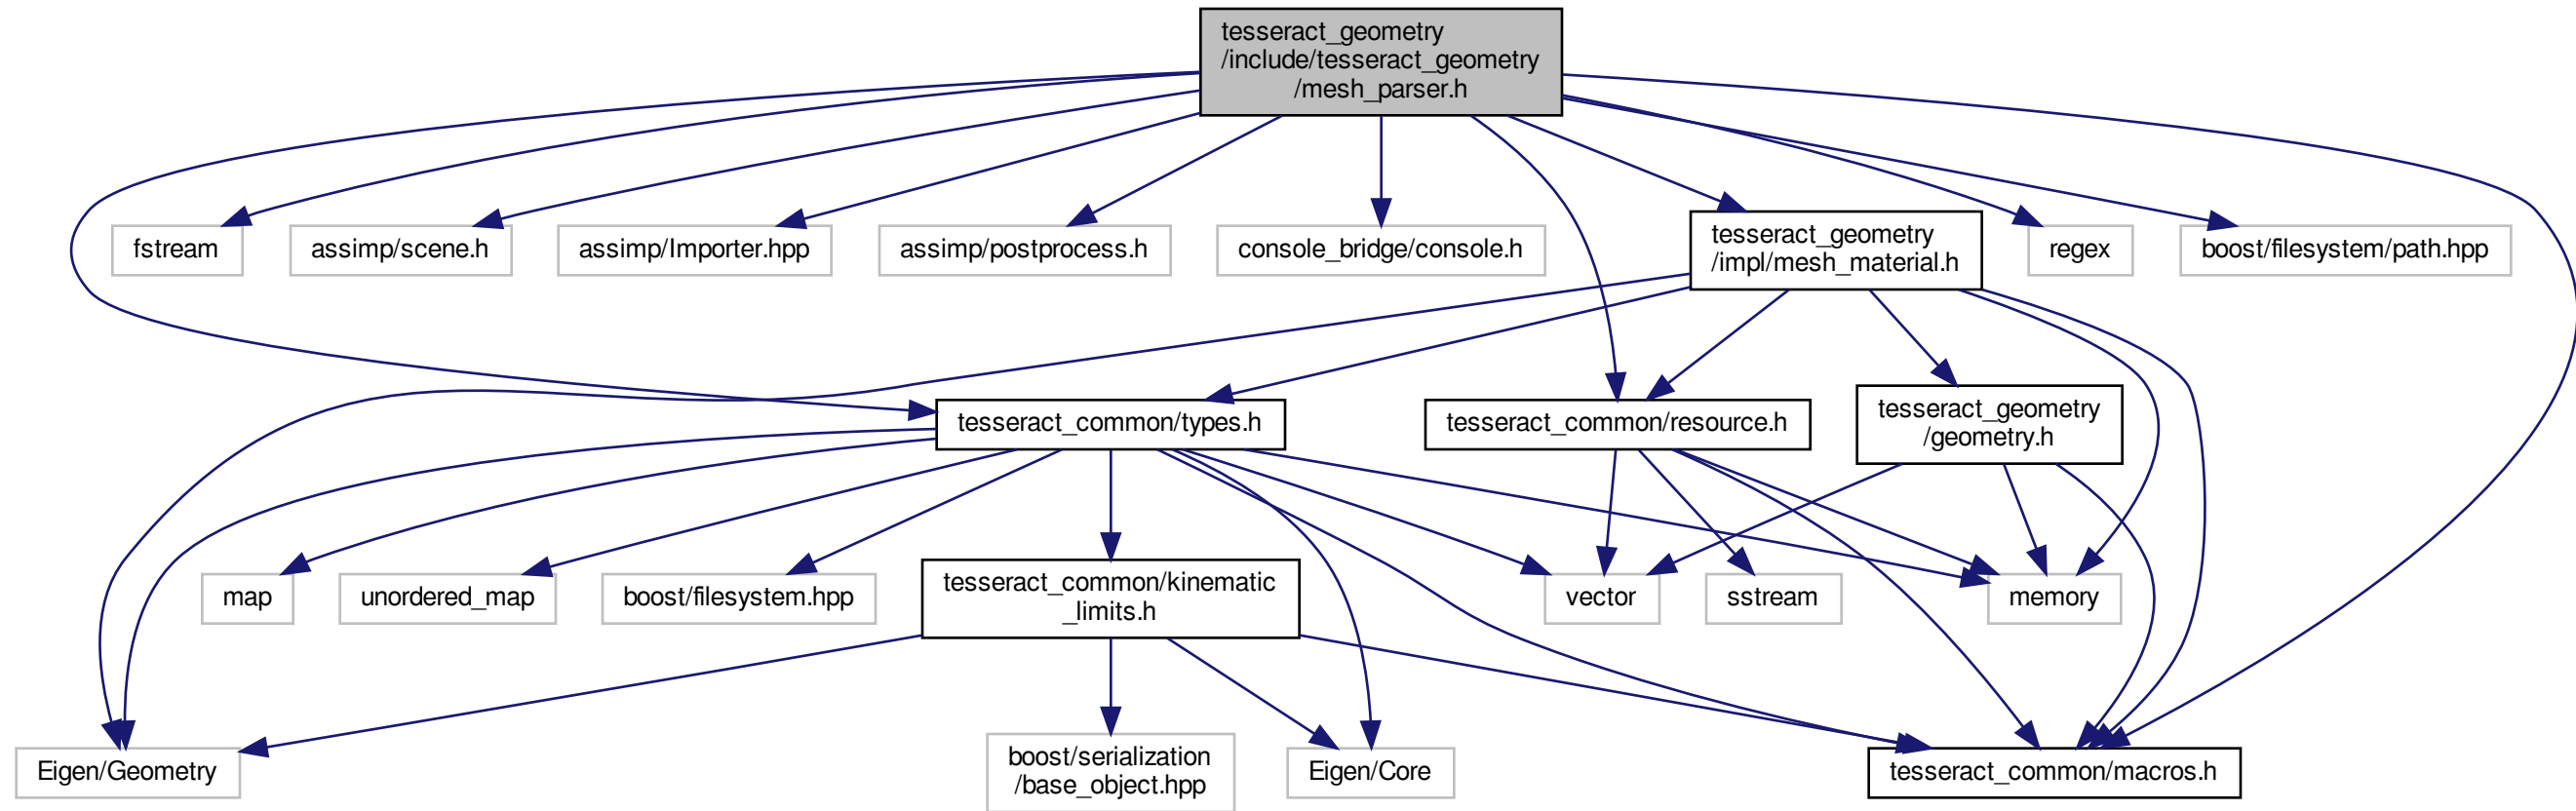 tesseract_geometry
/include/tesseract_geometry
/mesh_parser.h
fstream
assimp/scene.h
assimp/Importer.hpp
assimp/postprocess.h
console_bridge/console.h
tesseract_geometry
/impl/mesh_material.h
regex
boost/filesystem/path.hpp
tesseract_common/types.h
tesseract_common/resource.h
tesseract_geometry
/geometry.h
map
unordered_map
boost/filesystem.hpp
tesseract_common/kinematic
_limits.h
vector
sstream
memory
Eigen/Geometry
boost/serialization
/base_object.hpp
Eigen/Core
tesseract_common/macros.h